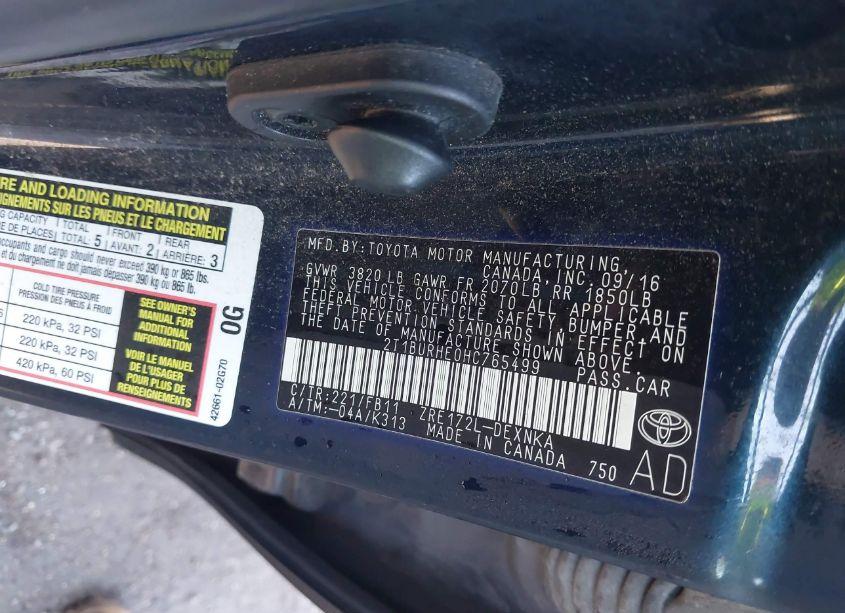 RE AND LOADING INFORMATION
EIGNEMENTS SUR LES PNEUS ET LE CHARGEMENT
G CAPACITY TOTAL FRONT REAR
RE DE PLACES TOTAL: 5 AVANT: 2 ARRIÈRE: 3
occupants and cargo should never exceed 390 kg or 865 lbs.
et du chargement ne doit jamais dépasser 390 kg ou 865 lb.
COLD TIRE PRESSURE
PRESSION DES PNEUS À FROID
220 kPa, 32 PSI
220 kPa, 32 PSI
420 kPa, 60 PSI
SEE OWNER'S
MANUAL FOR
ADDITIONAL
INFORMATION
VOIR LE MANUEL
DE L'USAGER
POUR PLUS DE
RENSEIGNEMENTS
0G
42661-02G70
MFD.BY:TOYOTA MOTOR MANUFACTURING
CANADA, INC. 09/16
GVWR 3820 LB GAWR FR 2070LB RR 1850LB
THIS VEHICLE CONFORMS TO ALL APPLICABLE
FEDERAL MOTOR VEHICLE SAFETY, BUMPER, AND
THEFT PREVENTION STANDARDS IN EFFECT ON
THE DATE OF MANUFACTURE SHOWN ABOVE.
2T1BURHE0HC765499 PASS.CAR
C/TR:221/FB11 ZRE172L-DEXNKA
A/TM:-04A/K313 MADE IN CANADA 750
AD